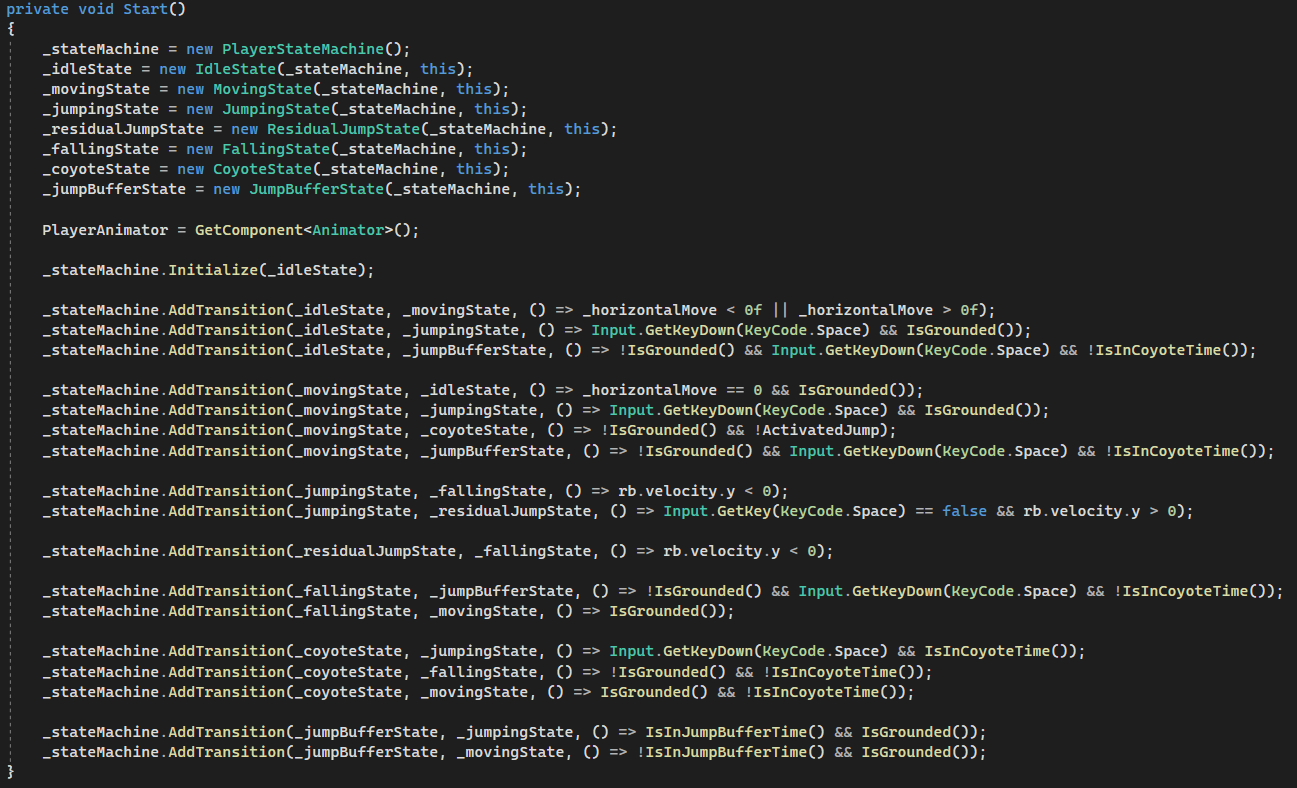 private void Start()
{
    _stateMachine = new PlayerStateMachine();
    _idleState = new IdleState(_stateMachine, this);
    _movingState = new MovingState(_stateMachine, this);
    _jumpingState = new JumpingState(_stateMachine, this);
    _residualJumpState = new ResidualJumpState(_stateMachine, this);
    _fallingState = new FallingState(_stateMachine, this);
    _coyoteState = new CoyoteState(_stateMachine, this);
    _jumpBufferState = new JumpBufferState(_stateMachine, this);

    PlayerAnimator = GetComponent<Animator>();

    _stateMachine.Initialize(_idleState);

    _stateMachine.AddTransition(_idleState, _movingState, () => _horizontalMove < 0f || _horizontalMove > 0f);
    _stateMachine.AddTransition(_idleState, _jumpingState, () => Input.GetKeyDown(KeyCode.Space) && IsGrounded());
    _stateMachine.AddTransition(_idleState, _jumpBufferState, () => !IsGrounded() && Input.GetKeyDown(KeyCode.Space) && !IsInCoyoteTime());

    _stateMachine.AddTransition(_movingState, _idleState, () => _horizontalMove == 0 && IsGrounded());
    _stateMachine.AddTransition(_movingState, _jumpingState, () => Input.GetKeyDown(KeyCode.Space) && IsGrounded());
    _stateMachine.AddTransition(_movingState, _coyoteState, () => !IsGrounded() && !ActivatedJump);
    _stateMachine.AddTransition(_movingState, _jumpBufferState, () => !IsGrounded() && Input.GetKeyDown(KeyCode.Space) && !IsInCoyoteTime());

    _stateMachine.AddTransition(_jumpingState, _fallingState, () => rb.velocity.y < 0);
    _stateMachine.AddTransition(_jumpingState, _residualJumpState, () => Input.GetKey(KeyCode.Space) == false && rb.velocity.y > 0);

    _stateMachine.AddTransition(_residualJumpState, _fallingState, () => rb.velocity.y < 0);

    _stateMachine.AddTransition(_fallingState, _jumpBufferState, () => !IsGrounded() && Input.GetKeyDown(KeyCode.Space) && !IsInCoyoteTime());
    _stateMachine.AddTransition(_fallingState, _movingState, () => IsGrounded());

    _stateMachine.AddTransition(_coyoteState, _jumpingState, () => Input.GetKeyDown(KeyCode.Space) && IsInCoyoteTime());
    _stateMachine.AddTransition(_coyoteState, _fallingState, () => !IsGrounded() && !IsInCoyoteTime());
    _stateMachine.AddTransition(_coyoteState, _movingState, () => IsGrounded() && !IsInCoyoteTime());

    _stateMachine.AddTransition(_jumpBufferState, _jumpingState, () => IsInJumpBufferTime() && IsGrounded());
    _stateMachine.AddTransition(_jumpBufferState, _movingState, () => !IsInJumpBufferTime() && IsGrounded());
}